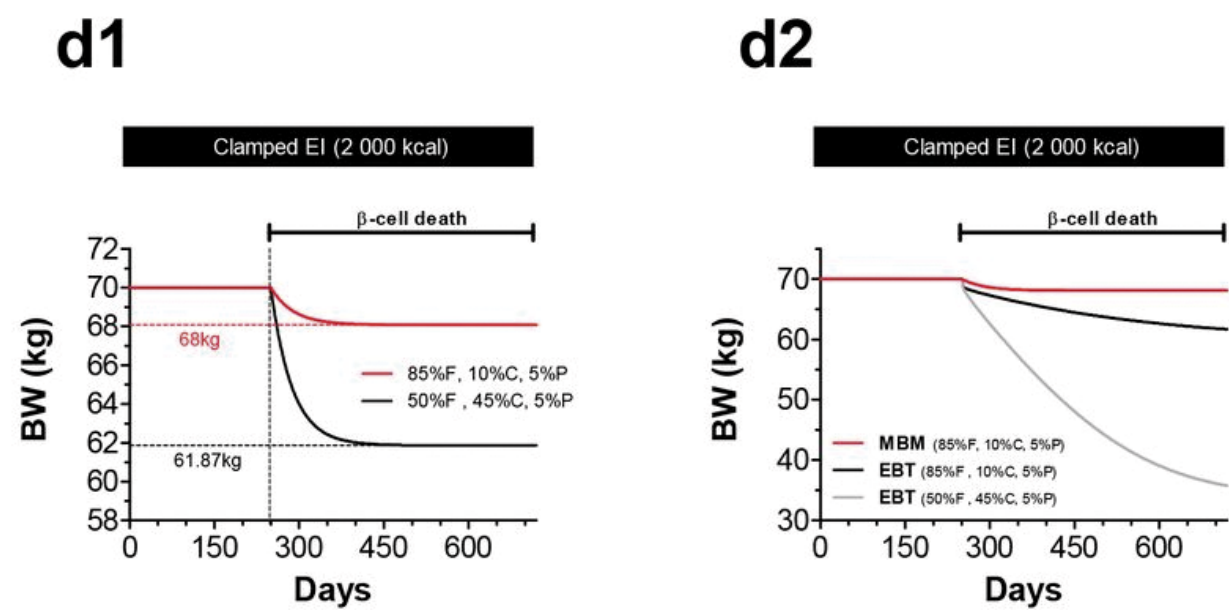 d1
Clamped EI (2 000 kcal)
β-cell death
72
70
68
66
64
62
60
58
BW (kg)
68kg
85%F, 10%C, 5%P
50%F , 45%C, 5%P
61.87kg
0 150 300 450 600
Days
d2
Clamped EI (2 000 kcal)
β-cell death
70
60
50
40
30
BW (kg)
MBM (85%F, 10%C, 5%P)
EBT (85%F , 10%C, 5%P)
EBT (50%F , 45%C, 5%P)
0 150 300 450 600
Days